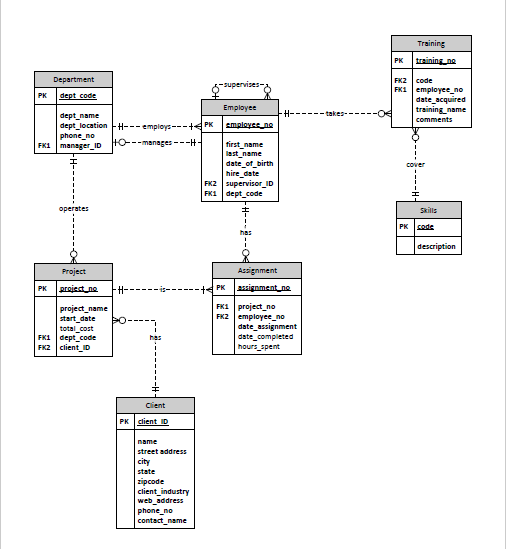 Training
PK training_no
FK2 code
FK1 employee_no
date_acquired
training_name
comments
Department
PK dept_code
dept_name
dept_location
phone_no
FK1 manager_ID
supervises
Employee
PK employee_no
first_name
last_name
date_of_birth
hire_date
FK2 supervisor_ID
FK1 dept_code
employs
manages
takes
cover
operates
has
Skills
PK code
description
Project
PK project_no
project_name
start_date
total_cost
FK1 dept_code
FK2 client_ID
is
Assignment
PK assignment_no
FK1 project_no
FK2 employee_no
date_assignment
date_completed
hours_spent
has
Client
PK client_ID
name
street address
city
state
zipcode
client_industry
web_address
phone_no
contact_name